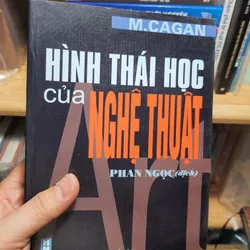 M.CAGAN
HÌNH THÁI HỌC
của NGHỆ THUẬT
PHAN NGỌC (dịch)
Art